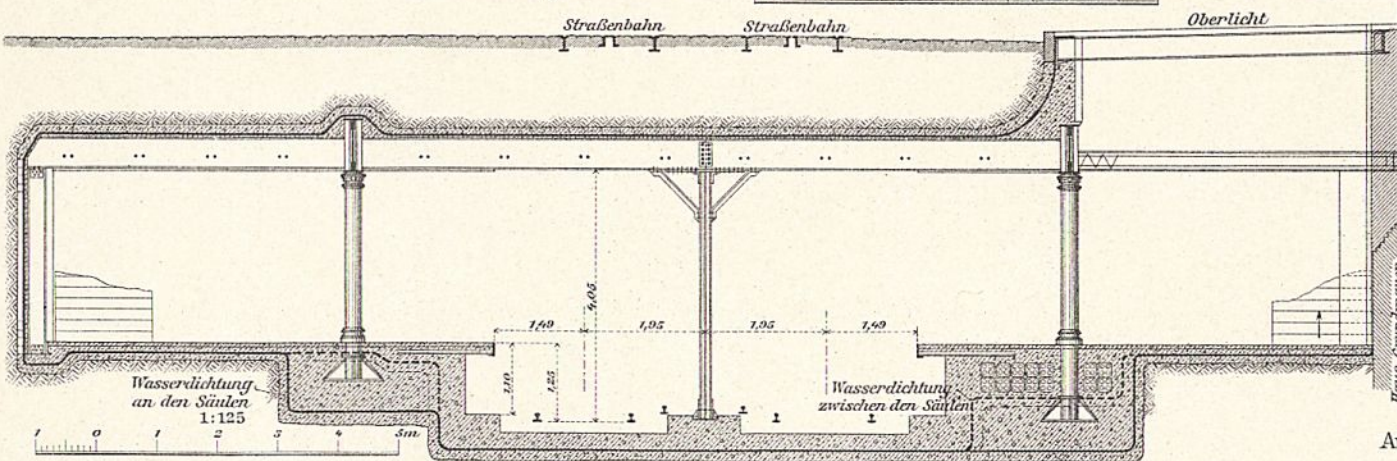 Straßenbahn
Straßenbahn
Oberlicht
4,05
1,49
1,95
1,95
1,49
1,10
1,25
Wasserdichtung
an den Säulen
1:125
Wasserdichtung
zwischen den Säulen
1 0 1 2 3 4 5m